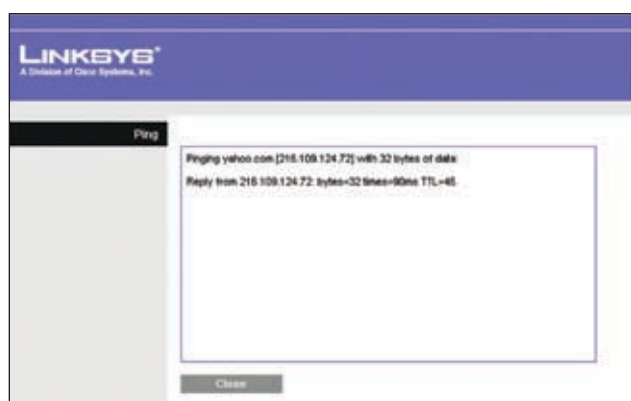 LINKSYS®
A Division of Cisco Systems, Inc.
Ping
Pinging yahoo.com [216.109.124.72] with 32 bytes of data:
Reply from 216.109.124.72: bytes=32 times=90ms TTL=45
Close